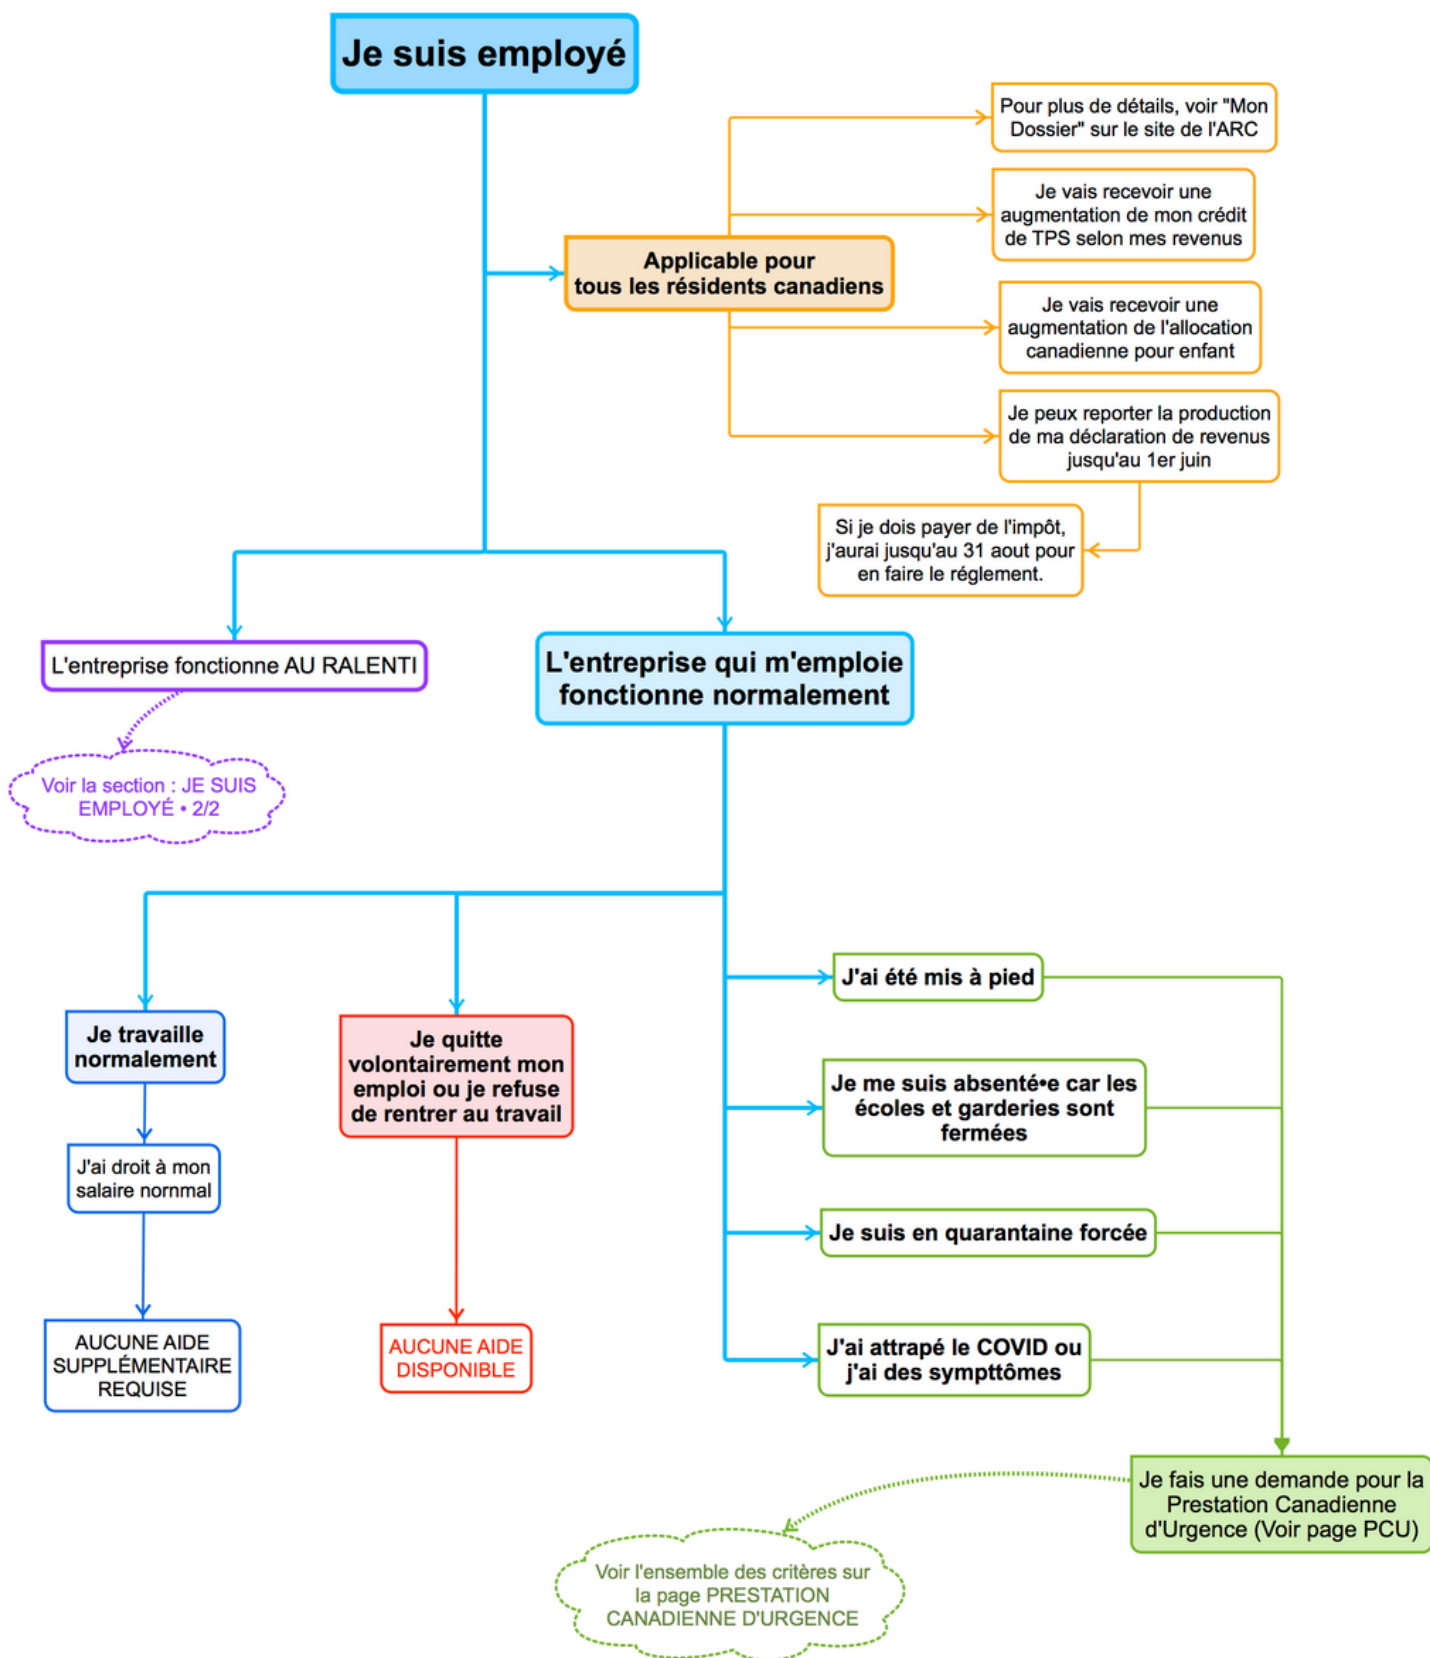 Je suis employé
Pour plus de détails, voir "Mon
Dossier" sur le site de l'ARC
Je vais recevoir une
augmentation de mon crédit
de TPS selon mes revenus
Applicable pour
tous les résidents canadiens
Je vais recevoir une
augmentation de l'allocation
canadienne pour enfant
Je peux reporter la production
de ma déclaration de revenus
jusqu'au 1er juin
Si je dois payer de l'impôt,
j'aurai jusqu'au 31 aout pour
en faire le réglement.
L'entreprise fonctionne AU RALENTI
L'entreprise qui m'emploie
fonctionne normalement
Voir la section : JE SUIS
EMPLOYÉ • 2/2
J'ai été mis à pied
Je travaille
normalement
Je quitte
volontairement mon
emploi ou je refuse
de rentrer au travail
Je me suis absenté•e car les
écoles et garderies sont
fermées
J'ai droit à mon
salaire nornmal
Je suis en quarantaine forcée
AUCUNE AIDE
SUPPLÉMENTAIRE
REQUISE
AUCUNE AIDE
DISPONIBLE
J'ai attrapé le COVID ou
j'ai des sympttômes
Je fais une demande pour la
Prestation Canadienne
d'Urgence (Voir page PCU)
Voir l'ensemble des critères sur
la page PRESTATION
CANADIENNE D'URGENCE